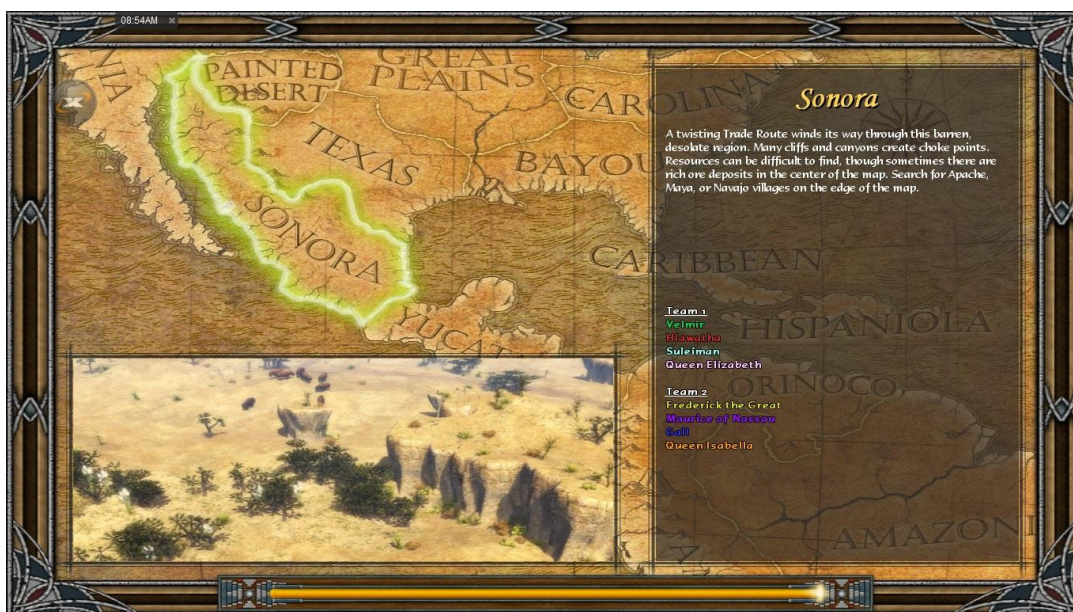 08:54AM
NIA
PAINTED
DESERT
GREAT
PLAINS
CAROLINA
TEXAS
BAYOU
SONORA
CARIBBEAN
YUCAT
HISPANIOLA
ORINOCO
AMAZONI
Sonora
A twisting Trade Route winds its way through this barren,
desolate region. Many cliffs and canyons create choke points.
Resources can be difficult to find, though sometimes there are
rich ore deposits in the center of the map. Search for Apache,
Maya, or Navajo villages on the edge of the map.
Team 1
Velmir
Hiawatha
Suleiman
Queen Elizabeth
Team 2
Frederick the Great
Maurice of Nassau
Gall
Queen Isabella